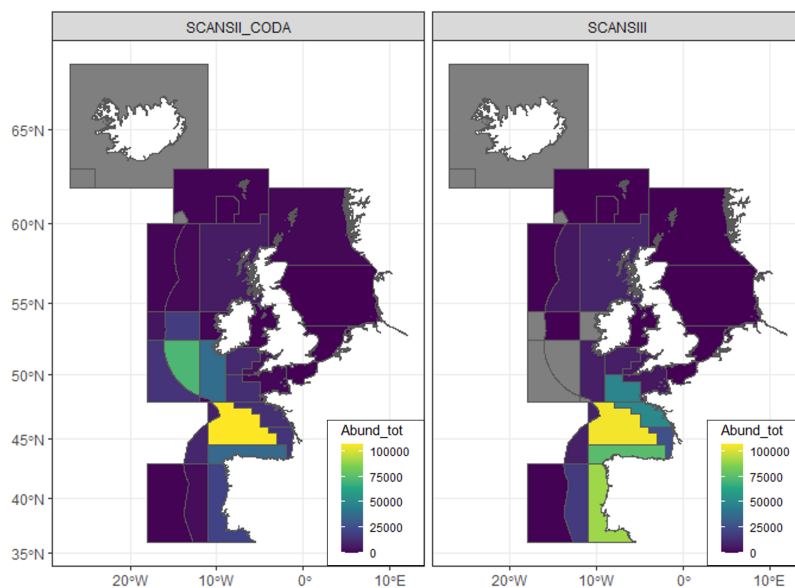 SCANSII_CODA
SCANSIII
65°N
60°N
55°N
50°N
45°N
40°N
35°N
Abund_tot
100000
75000
50000
25000
0
Abund_tot
100000
75000
50000
25000
0
20°W
10°W
0°
10°E
20°W
10°W
0°
10°E